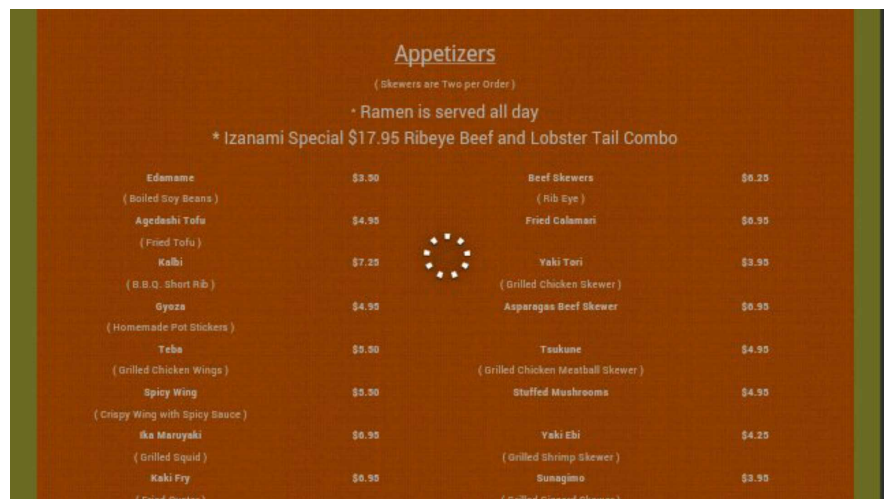 Appetizers
( Skewers are Two per Order )
* Ramen is served all day
* Izanami Special $17.95 Ribeye Beef and Lobster Tail Combo
Edamame $3.50 Beef Skewers $6.25
( Boiled Soy Beans ) ( Rib Eye )
Agedashi Tofu $4.95 Fried Calamari $6.95
( Fried Tofu )
Kalbi $7.25 Yaki Tori $3.95
( B.B.Q. Short Rib ) ( Grilled Chicken Skewer )
Gyoza $4.95 Asparagas Beef Skewer $6.95
( Homemade Pot Stickers )
Teba $5.50 Tsukune $4.95
( Grilled Chicken Wings ) ( Grilled Chicken Meatball Skewer )
Spicy Wing $5.50 Stuffed Mushrooms $4.95
( Crispy Wing with Spicy Sauce )
Ika Maruyaki $6.95 Yaki Ebi $4.25
( Grilled Squid ) ( Grilled Shrimp Skewer )
Kaki Fry $6.95 Sunagimo $3.95